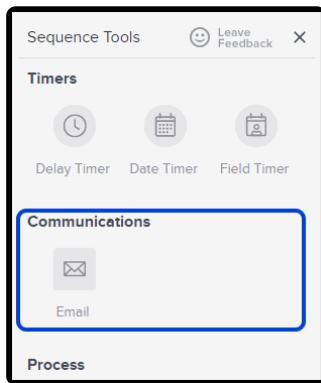 Sequence Tools
Leave
Feedback
Timers
Delay Timer Date Timer Field Timer
Communications
Email
Process